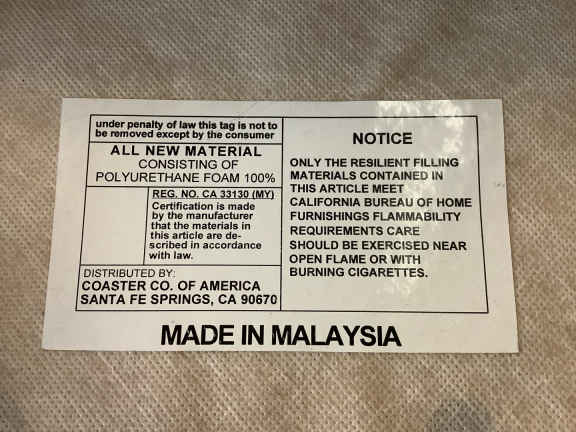 under penalty of law this tag is not to
be removed except by the consumer
ALL NEW MATERIAL
CONSISTING OF
POLYURETHANE FOAM 100%
REG. NO. CA 33130 (MY)
Certification is made
by the manufacturer
that the materials in
this article are de-
scribed in accordance
with law.
DISTRIBUTED BY:
COASTER CO. OF AMERICA
SANTA FE SPRINGS, CA 90670
NOTICE
ONLY THE RESILIENT FILLING
MATERIALS CONTAINED IN
THIS ARTICLE MEET
CALIFORNIA BUREAU OF HOME
FURNISHINGS FLAMMABILITY
REQUIREMENTS CARE
SHOULD BE EXERCISED NEAR
OPEN FLAME OR WITH
BURNING CIGARETTES.
MADE IN MALAYSIA